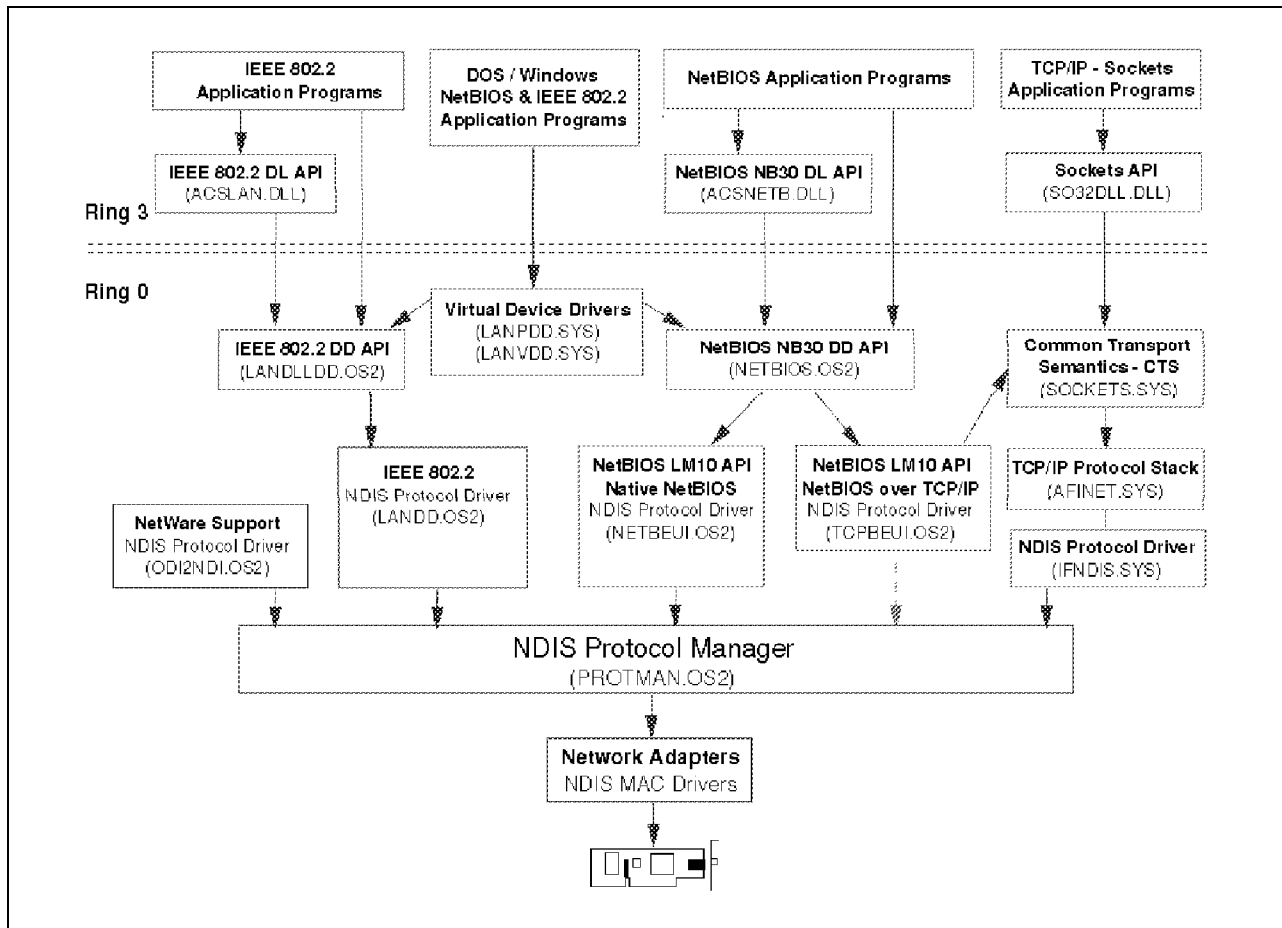 IEEE 802.2
Application Programs
DOS / Windows
NetBIOS & IEEE 802.2
Application Programs
NetBIOS Application Programs
TCP/IP - Sockets
Application Programs
IEEE 802.2 DL API
(ACSLAN.DLL)
NetBIOS NB30 DL API
(ACSNETB.DLL)
Sockets API
(SO32DLL.DLL)
Ring 3
Ring 0
Virtual Device Drivers
(LANPDD.SYS)
(LANVDD.SYS)
IEEE 802.2 DD API
(LANDLLDD.OS2)
NetBIOS NB30 DD API
(NETBIOS.OS2)
Common Transport
Semantics - CTS
(SOCKETS.SYS)
IEEE 802.2
NDIS Protocol Driver
(LANDD.OS2)
NetBIOS LM10 API
Native NetBIOS
NDIS Protocol Driver
(NETBEUI.OS2)
NetBIOS LM10 API
NetBIOS over TCP/IP
NDIS Protocol Driver
(TCPBEUI.OS2)
TCP/IP Protocol Stack
(AFINET.SYS)
NetWare Support
NDIS Protocol Driver
(ODI2NDI.OS2)
NDIS Protocol Driver
(IFNDIS.SYS)
NDIS Protocol Manager
(PROTMAN.OS2)
Network Adapters
NDIS MAC Drivers